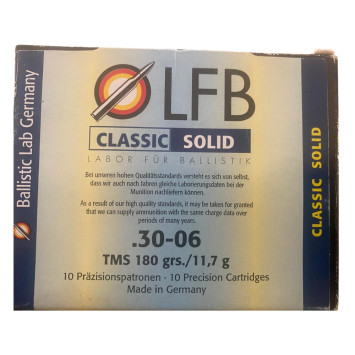 LFB
CLASSIC SOLID
LABOR FÜR BALLISTIK
Bei unseren hohen Qualitätsstandards versteht es sich von selbst,
dass wir auch nach Jahren gleiche Laborierungsdaten bei der
Munition nachliefern können.
As a result of our high quality standards, it may be taken for granted
that we can supply ammunition with the same charge data over
periods of many years.
.30-06
TMS 180 grs./11,7 g
10 Präzisionspatronen - 10 Precision Cartridges
Made in Germany
Ballistic Lab Germany
CLASSIC SOLID